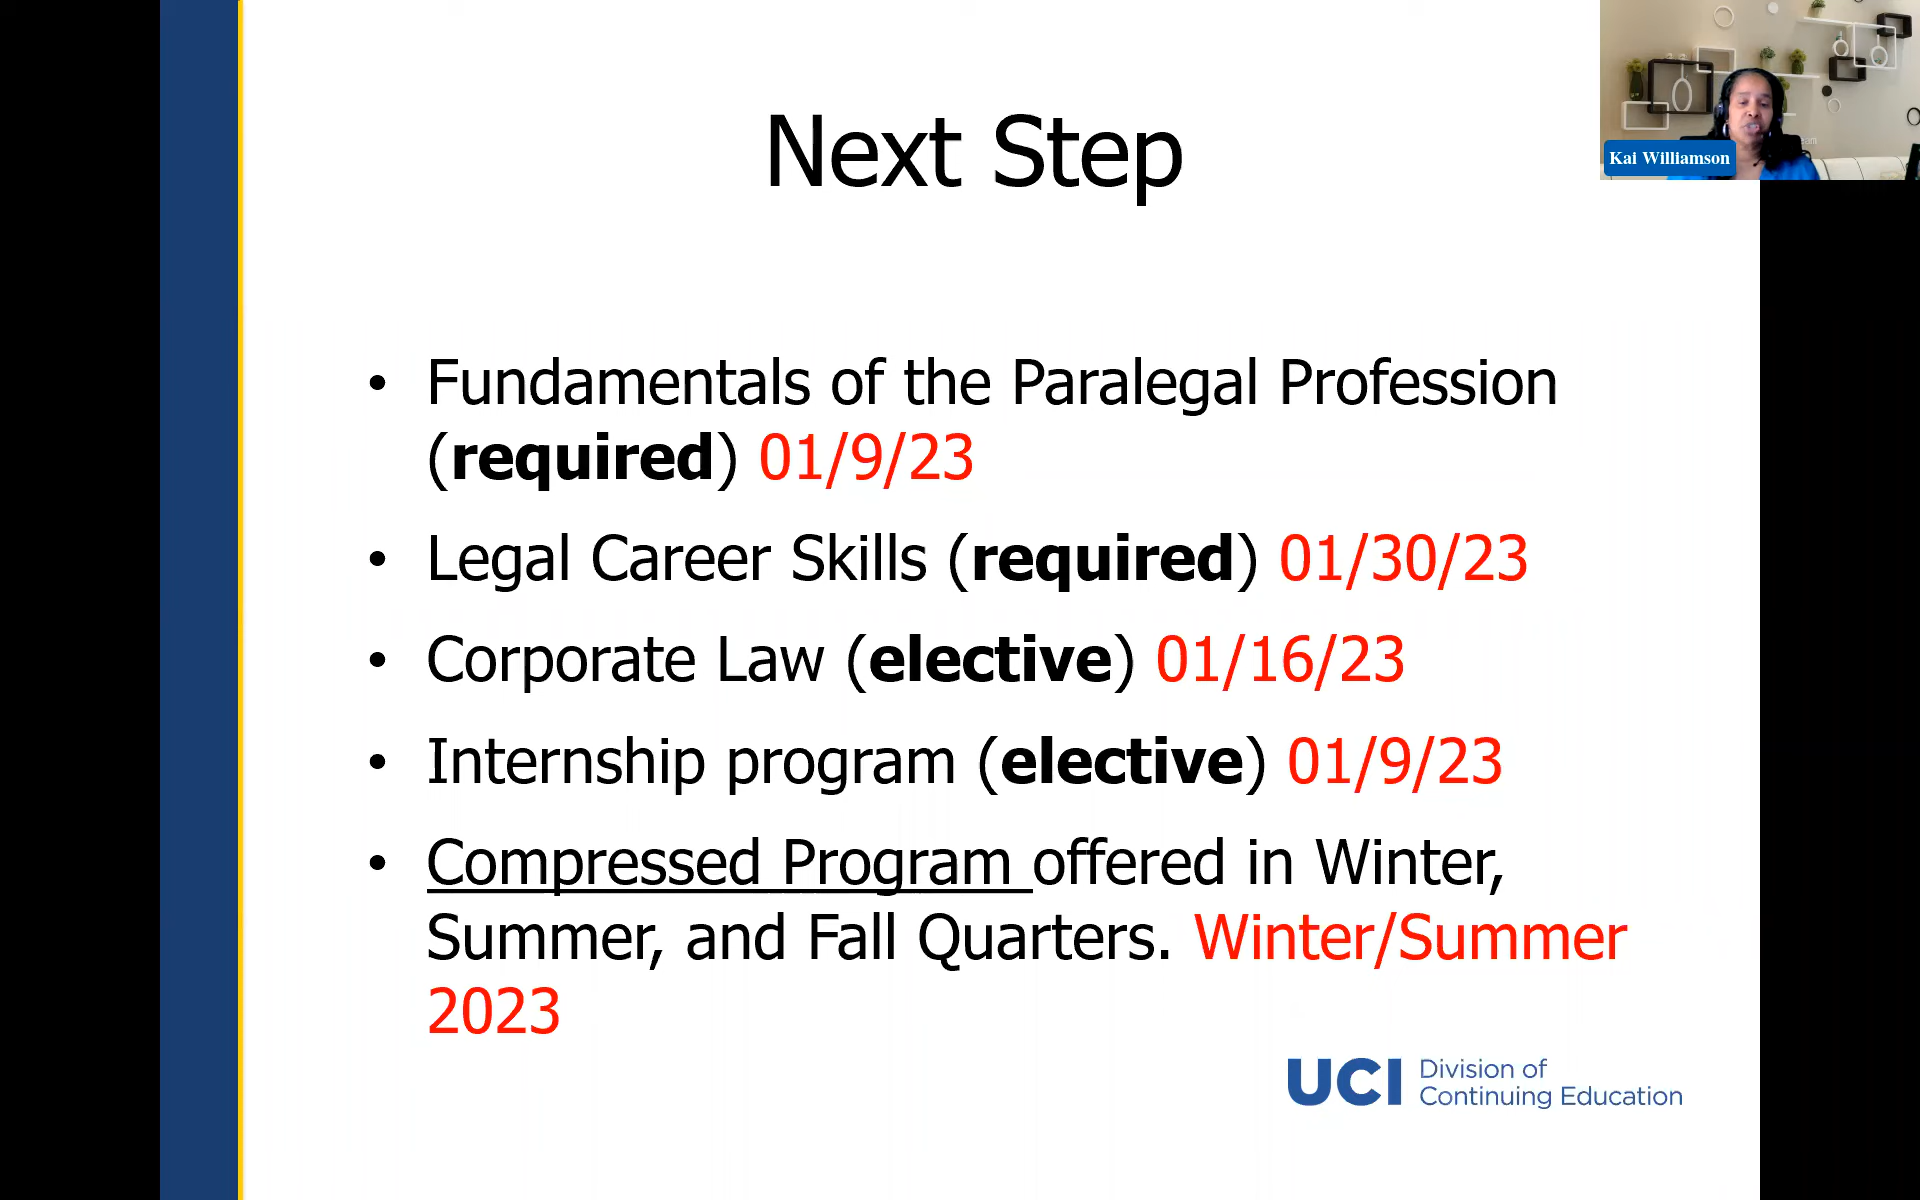 Next Step
Kai Williamson
• Fundamentals of the Paralegal Profession
(required) 01/9/23
• Legal Career Skills (required) 01/30/23
• Corporate Law (elective) 01/16/23
• Internship program (elective) 01/9/23
• Compressed Program offered in Winter,
Summer, and Fall Quarters. Winter/Summer
2023
UCI Division of
Continuing Education